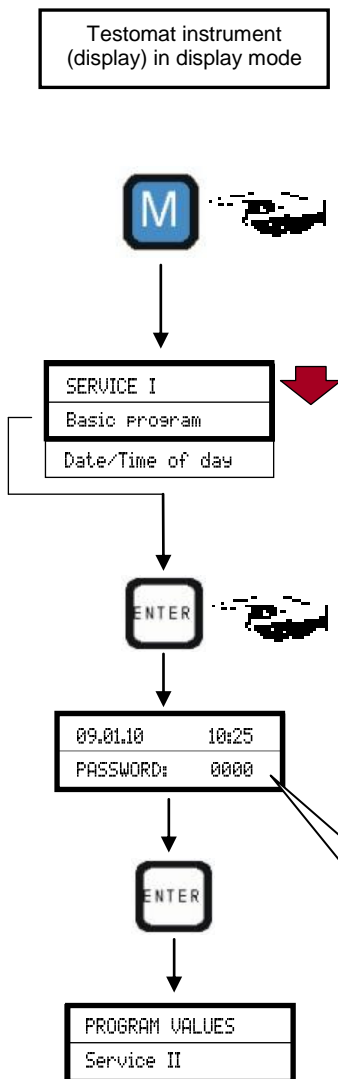 Testomat instrument
(display) in display mode
M
SERVICE I
Basic program
Date/Time of day
ENTER
09.01.10 10:25
PASSWORD: 0000
ENTER
PROGRAM VALUES
Service II